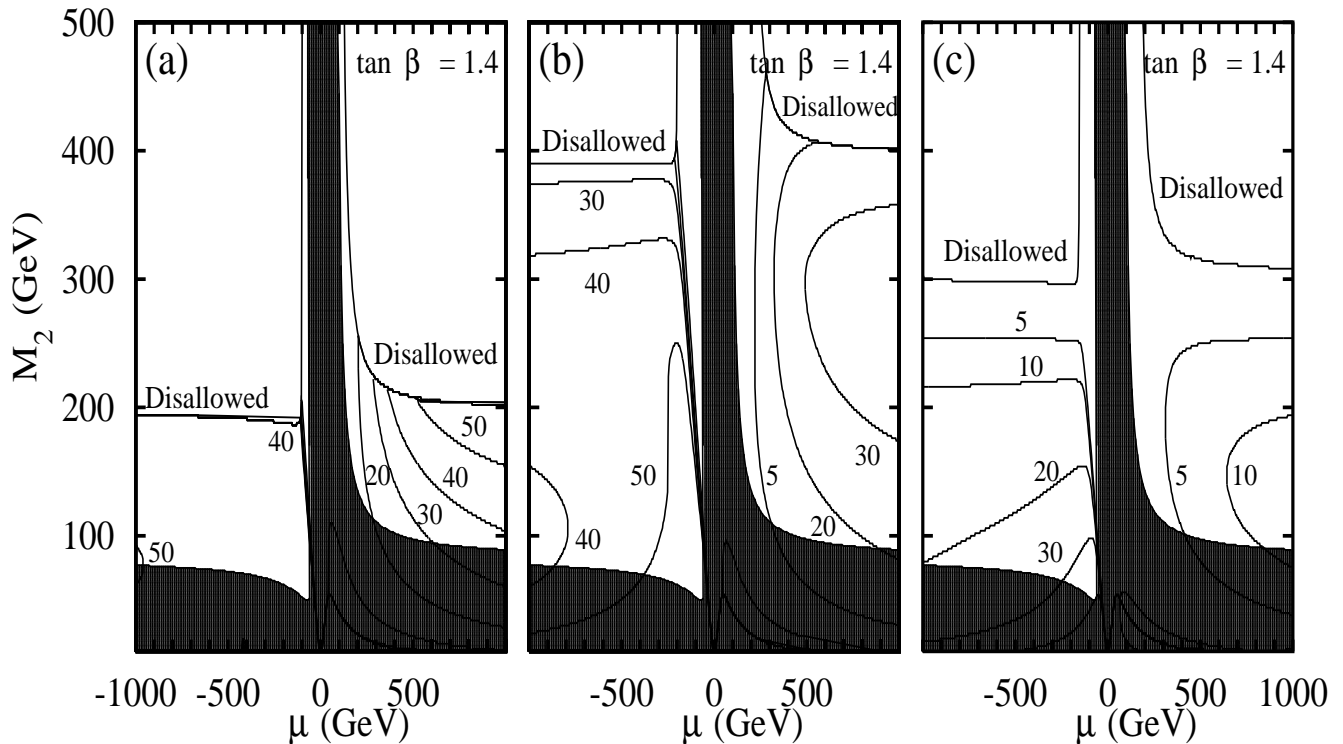 500
400
300
200
100
M_2 (GeV)
(a)
tan β = 1.4
Disallowed
Disallowed
50
40
20
30
40
50
-1000 -500 0 500
μ (GeV)
(b)
tan β = 1.4
Disallowed
Disallowed
30
40
50
40
5
20
30
-500 0 500
μ (GeV)
(c)
tan β = 1.4
Disallowed
Disallowed
5
10
20
30
5
10
-500 0 500 1000
μ (GeV)